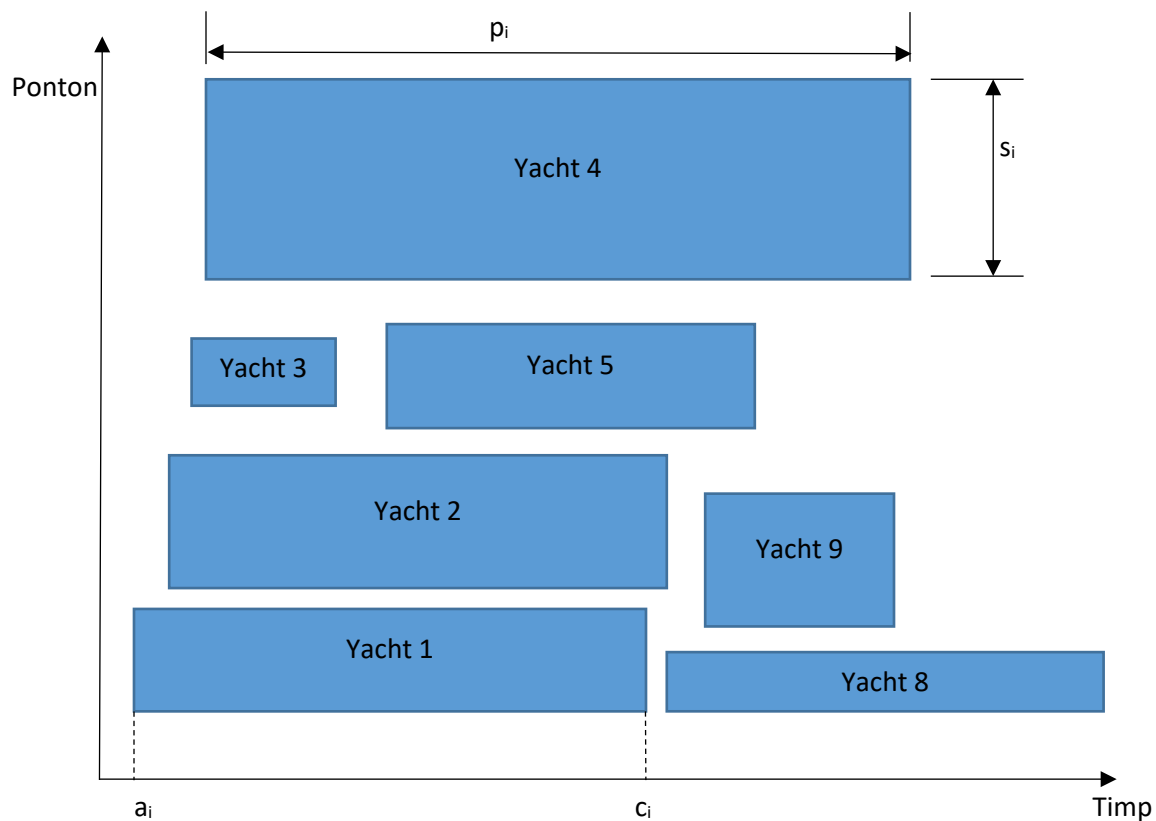 pᵢ
Ponton
Yacht 4
sᵢ
Yacht 3
Yacht 5
Yacht 2
Yacht 9
Yacht 1
Yacht 8
aᵢ
cᵢ
Timp